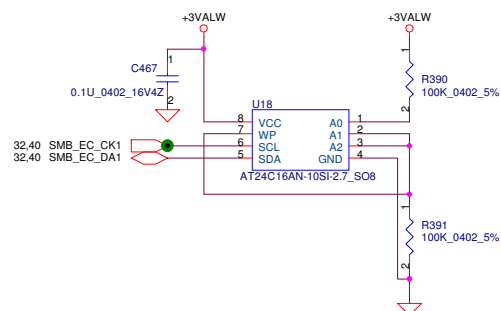 +3VALW
+3VALW
C467
1
0.1U_0402_16V4Z
2
1
R390
100K_0402_5%
2
U18
8 VCC A0 1
7 WP A1 2
32,40 SMB_EC_CK1 6 SCL A2 3
32,40 SMB_EC_DA1 5 SDA GND 4
AT24C16AN-10SI-2.7_SO8
1
R391
100K_0402_5%
2